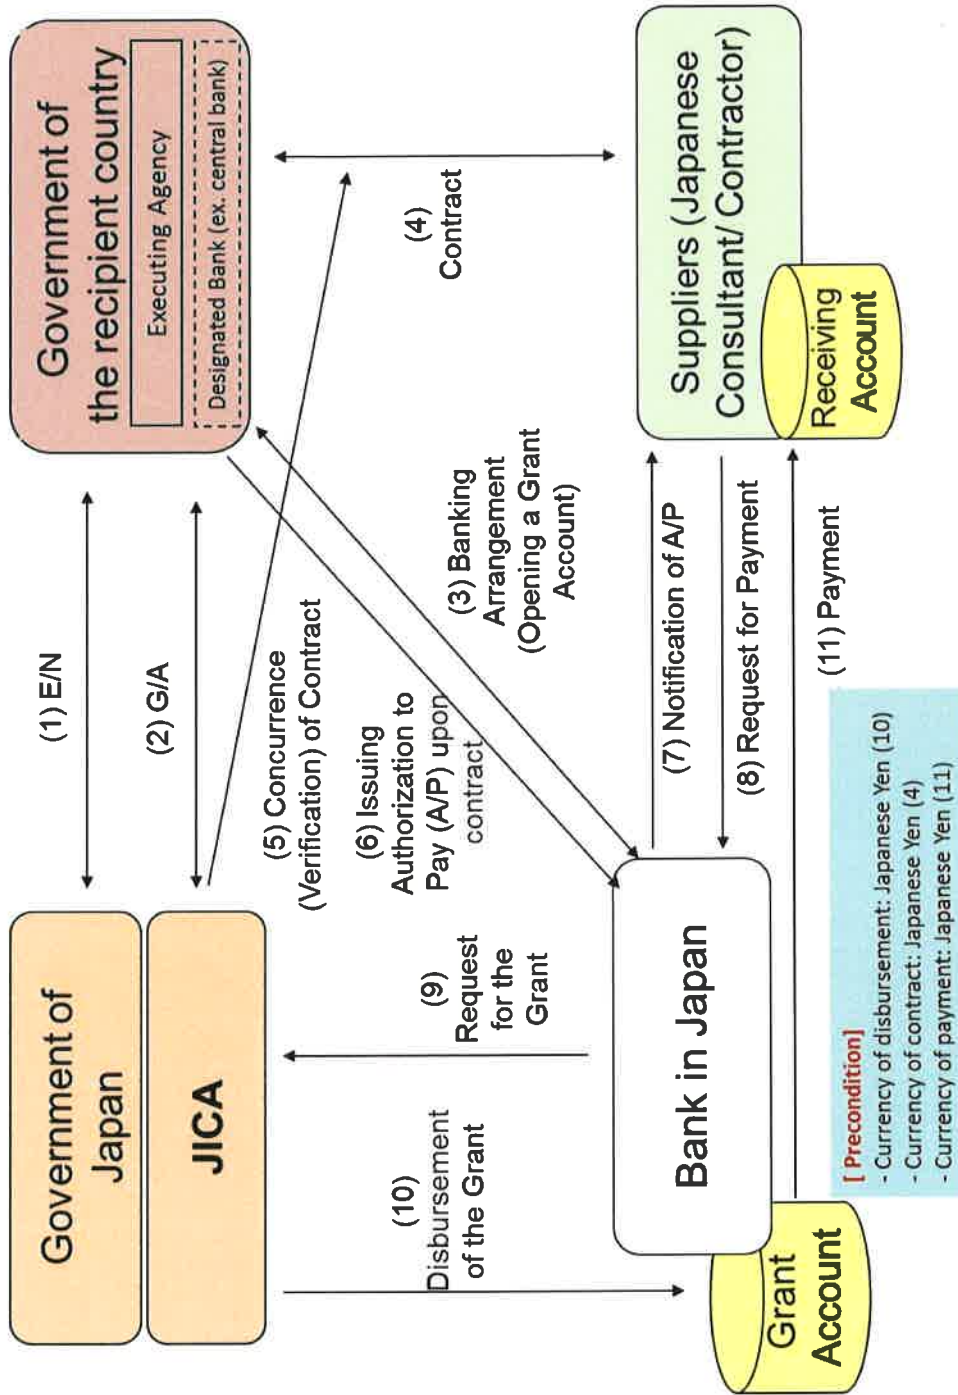 Government of
Japan
JICA
(1) E/N
(2) G/A
Government of
the recipient country
Executing Agency
Designated Bank (ex. central bank)
(5) Concurrence
(Verification) of Contract
(6) Issuing
Authorization to
Pay (A/P) upon
contract
(3) Banking
Arrangement
(Opening a Grant
Account)
(4)
Contract
(10)
Disbursement
of the Grant
(9)
Request
for the
Grant
Bank in Japan
Grant
Account
(7) Notification of A/P
(8) Request for Payment
(11) Payment
Suppliers (Japanese
Consultant/ Contractor)
Receiving
Account
[ Precondition]
- Currency of disbursement: Japanese Yen (10)
- Currency of contract: Japanese Yen (4)
- Currency of payment: Japanese Yen (11)